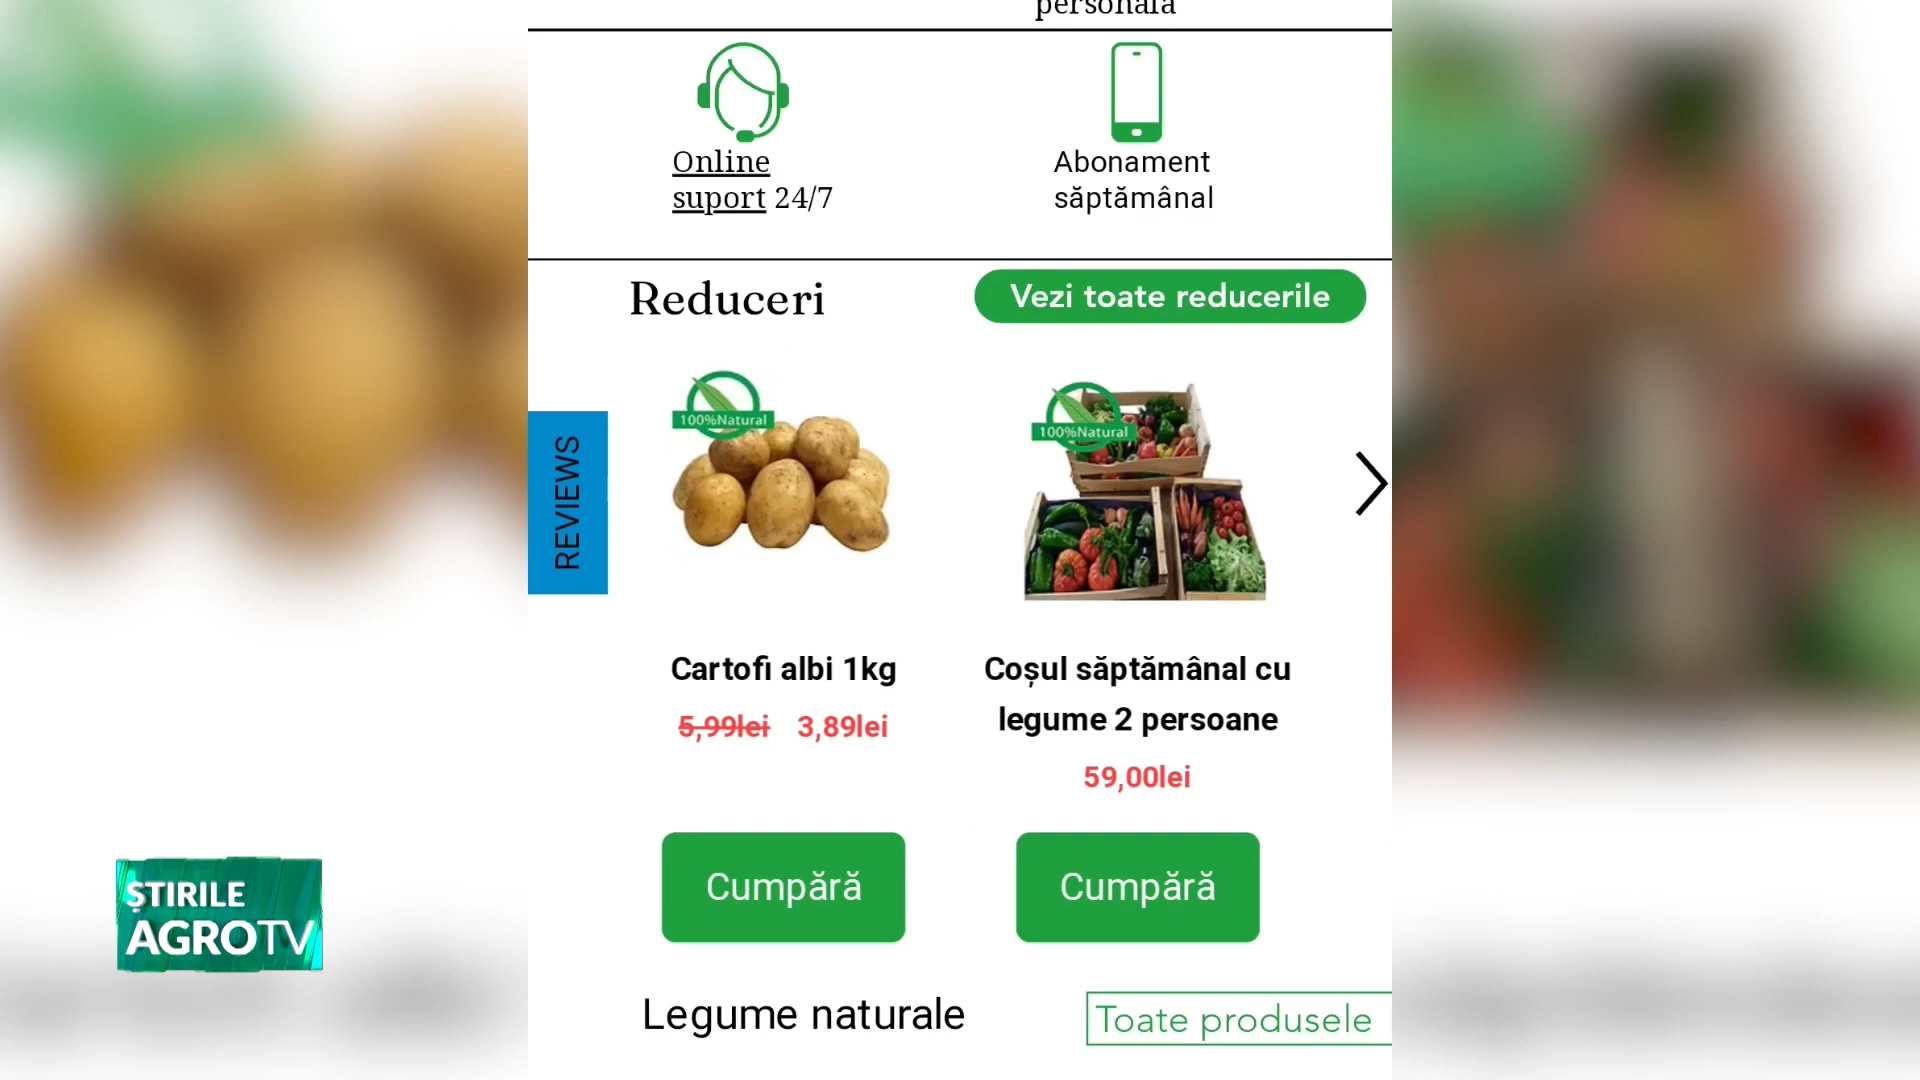 personală
Online
suport 24/7
Abonament
săptămânal
Reduceri
Vezi toate reducerile
100%Natural
100%Natural
REVIEWS
Cartofi albi 1kg
5,99lei 3,89lei
Coșul săptămânal cu
legume 2 persoane
59,00lei
Cumpără
Cumpără
ȘTIRILE
AGROTV
Legume naturale
Toate produsele